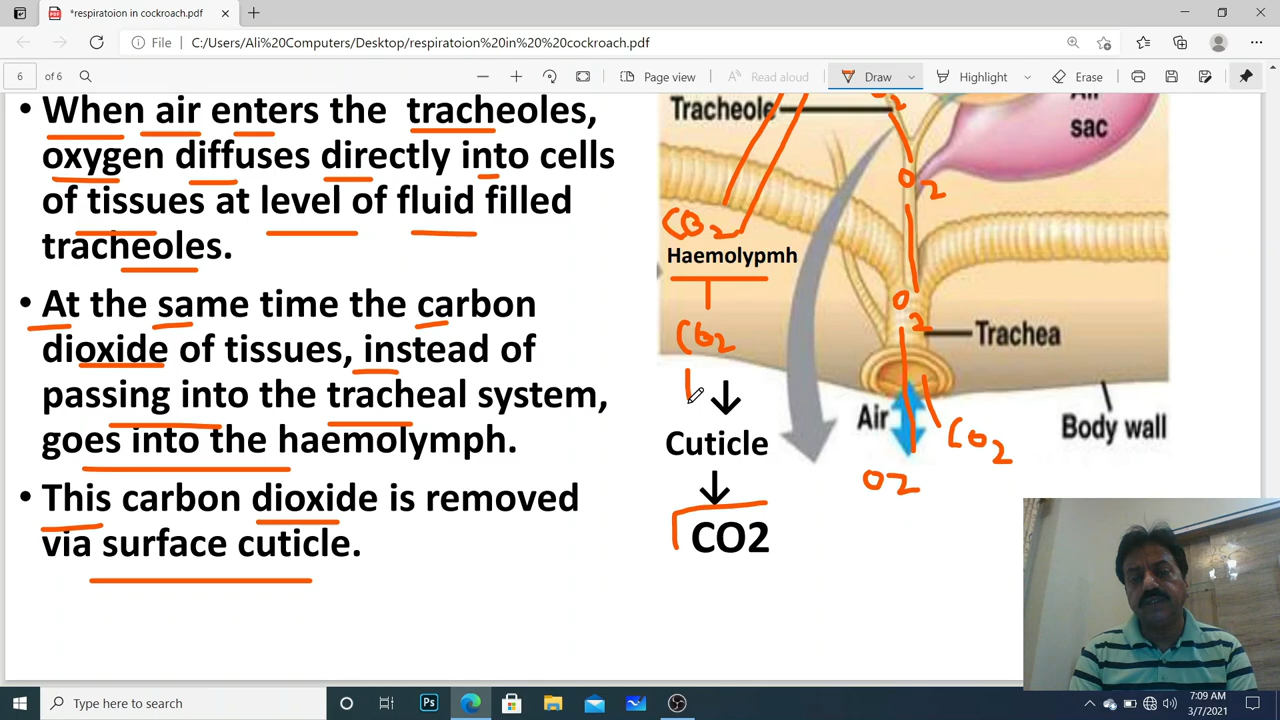 *respiratoion in cockroach.pdf
File
C:/Users/Ali%20Computers/Desktop/respiratoion%20in%20%20cockroach.pdf
6 of 6
Page view
Read aloud
Draw
Highlight
Erase
• When air enters the tracheoles,
oxygen diffuses directly into cells
of tissues at level of fluid filled
tracheoles.
• At the same time the carbon
dioxide of tissues, instead of
passing into the tracheal system,
goes into the haemolymph.
• This carbon dioxide is removed
via surface cuticle.
Tracheole
sac
2
O2
CO2
Haemolypmh
O2
CO2
Trachea
Air
Body wall
CO2
Cuticle
O2
CO2
Type here to search
Ps
7:09 AM
3/7/2021